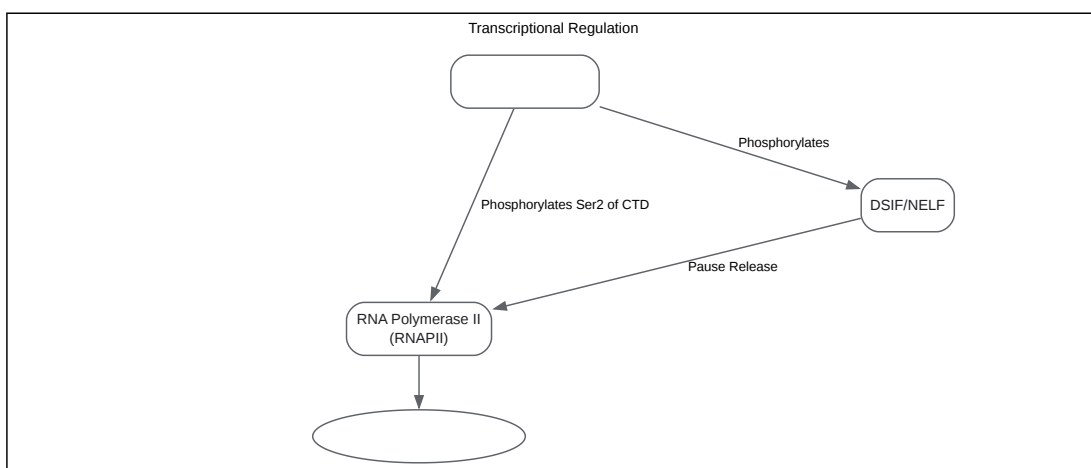 Transcriptional Regulation
Phosphorylates
Phosphorylates Ser2 of CTD
DSIF/NELF
Pause Release
RNA Polymerase II
(RNAPII)